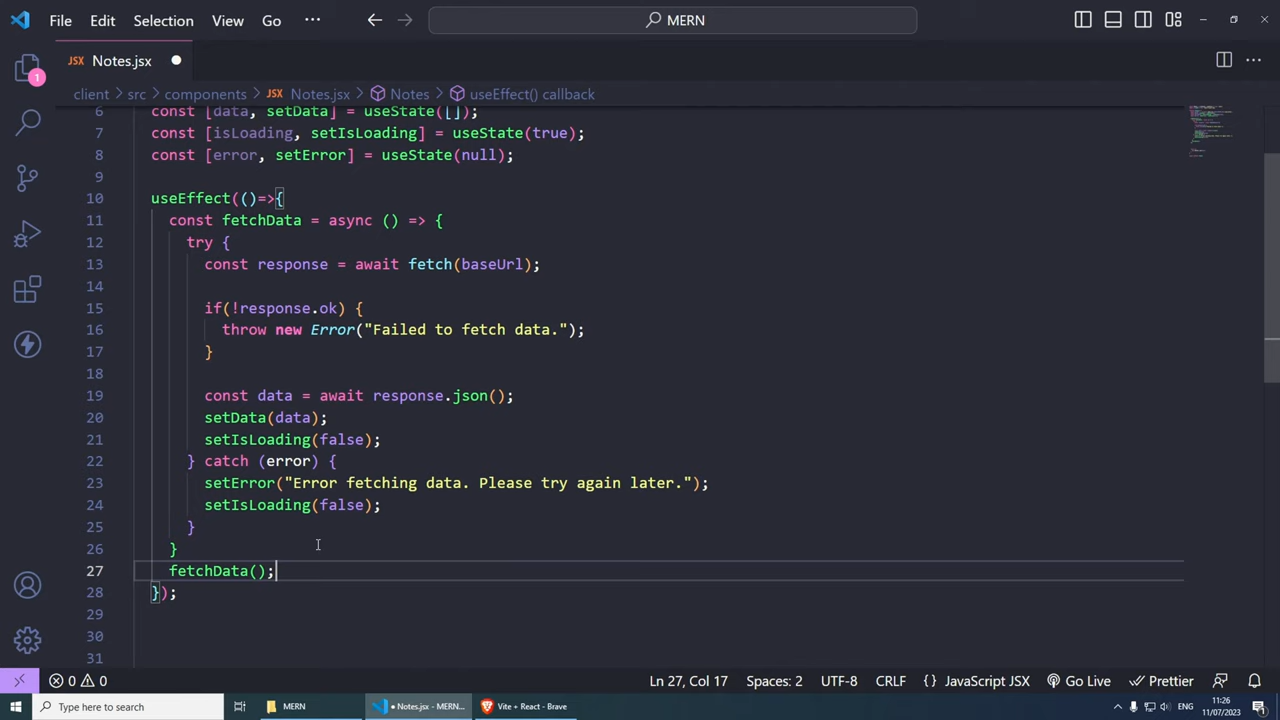 File Edit Selection View Go ··· MERN
JSX Notes.jsx
client > src > components > JSX Notes.jsx > Notes > useEffect() callback
6 const [data, setData] = useState([]);
7 const [isLoading, setIsLoading] = useState(true);
8 const [error, setError] = useState(null);
9
10 useEffect(()=>{
11 const fetchData = async () => {
12 try {
13 const response = await fetch(baseUrl);
14
15 if(!response.ok) {
16 throw new Error("Failed to fetch data.");
17 }
18
19 const data = await response.json();
20 setData(data);
21 setIsLoading(false);
22 } catch (error) {
23 setError("Error fetching data. Please try again later.");
24 setIsLoading(false);
25 }
26 }
27 fetchData();
28 });
29
30
31
1
0 0 Ln 27, Col 17 Spaces: 2 UTF-8 CRLF {} JavaScript JSX Go Live Prettier
Type here to search MERN • Notes.jsx - MERN... Vite + React - Brave ENG 11:26
11/07/2023